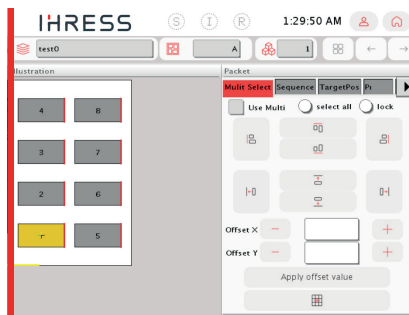 IHRESS S I R 1:29:50 AM
test0 A 1
Illustration Packet
Mulit Select Sequence TargetPos
Use Multi select all lock
4 8
3 7
2 6
5
Offset X
Offset Y
Apply offset value